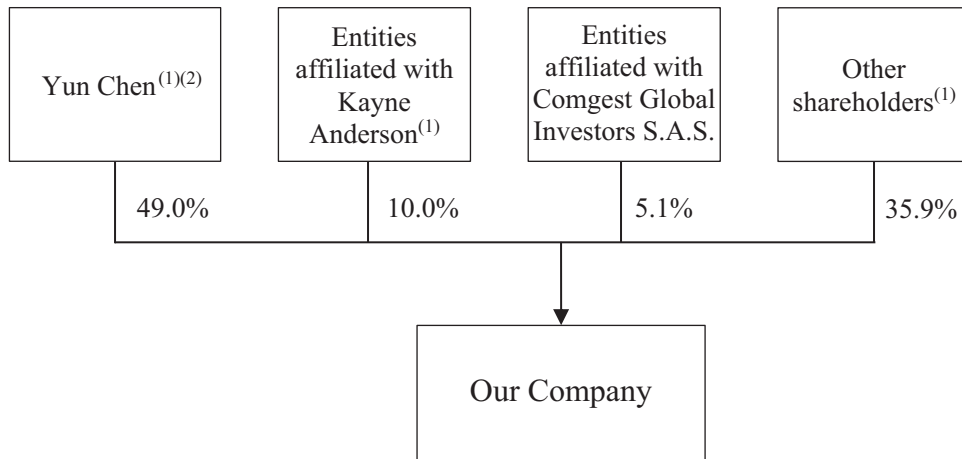 Yun Chen(1)(2)
Entities
affiliated with
Kayne
Anderson(1)
Entities
affiliated with
Comgest Global
Investors S.A.S.
Other
shareholders(1)
49.0%
10.0%
5.1%
35.9%
Our Company